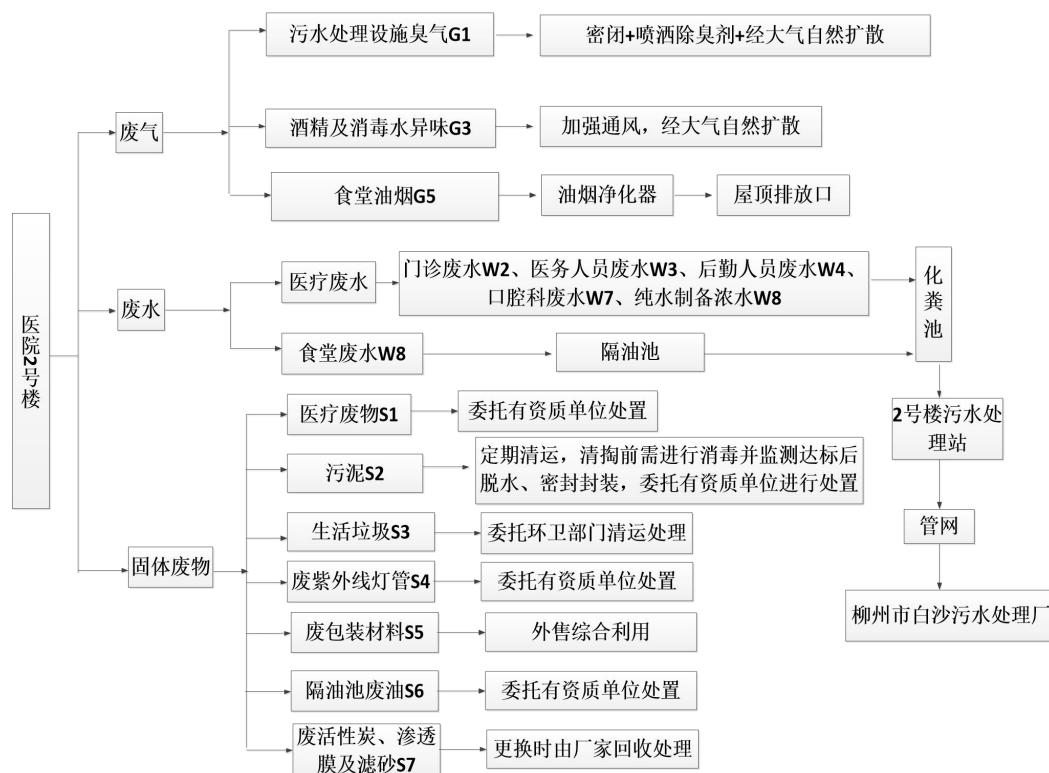 医院2号楼
废气
污水处理设施臭气G1
密闭+喷洒除臭剂+经大气自然扩散
酒精及消毒水异味G3
加强通风，经大气自然扩散
食堂油烟G5
油烟净化器
屋顶排放口
废水
医疗废水
门诊废水W2、医务人员废水W3、后勤人员废水W4、
口腔科废水W7、纯水制备浓水W8
化粪池
食堂废水W8
隔油池
2号楼污水处
理站
管网
柳州市白沙污水处理厂
固体废物
医疗废物S1
委托有资质单位处置
污泥S2
定期清运，清掏前需进行消毒并监测达标后
脱水、密封封装，委托有资质单位进行处置
生活垃圾S3
委托环卫部门清运处理
废紫外线灯管S4
委托有资质单位处置
废包装材料S5
外售综合利用
隔油池废油S6
委托有资质单位处置
废活性炭、渗透
膜及滤砂S7
更换时由厂家回收处理